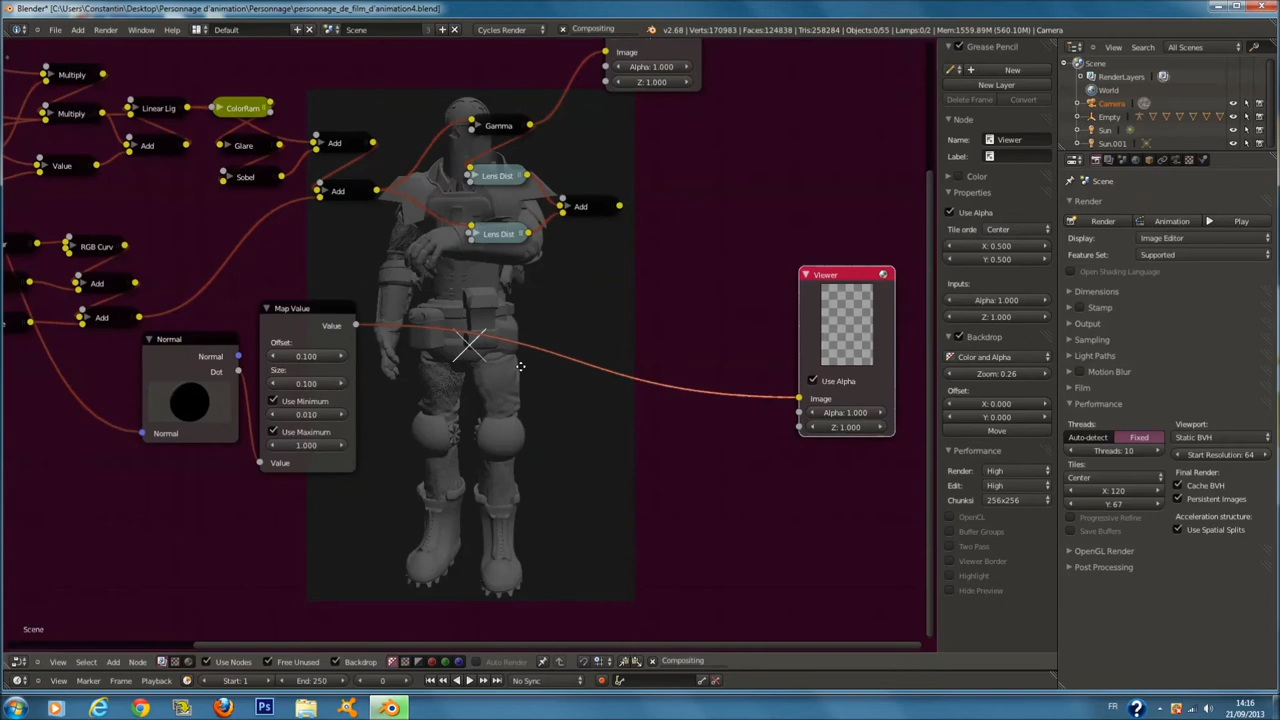 Blender* [C:\Users\Constantin\Desktop\Personnage d'animation\Personnage\personnage_de_film_d'animation4.blend]
File Add Render Window Help Default Scene 3 F Cycles Render Compositing v2.68 | Verts:170983 | Faces:124838 | Tris:258284 | Objects:0/55 | Lamps:0/2 | Mem:1559.89M (560.10M) | Camera
Multiply
Multiply
Linear Lig
ColorRam
Value
Add
Glare
Sobel
Add
Add
RGB Curv
Add
Add
Image
Alpha: 1.000
Z: 1.000
Gamma
Lens Dist
Lens Dist
Add
Normal
Normal
Dot
Normal
Map Value
Value
Offset:
0.100
Size:
0.100
Use Minimum
0.010
Use Maximum
1.000
Value
Viewer
Use Alpha
Image
Alpha: 1.000
Z: 1.000
Scene
Grease Pencil
New
New Layer
Delete Frame Convert
Node
Name: Viewer
Label:
Color
Properties
Use Alpha
Tile orde Center
X: 0.500
Y: 0.500
Inputs:
Alpha: 1.000
Z: 1.000
Backdrop
Color and Alpha
Zoom: 0.26
Offset:
X: 0.000
Y: 0.000
Move
Performance
Render: High
Edit: High
Chunksi 256x256
OpenCL
Buffer Groups
Two Pass
Viewer Border
Highlight
Hide Preview
View Search All Scenes
Scene
RenderLayers
World
Camera
Empty
Sun
Sun.001
Scene
Render
Render Animation Play
Display: Image Editor
Feature Set: Supported
Open Shading Language
Dimensions
Stamp
Output
Sampling
Light Paths
Motion Blur
Film
Performance
Threads: Viewport:
Auto-detect Fixed Static BVH
Threads: 10 Start Resolution: 64
Tiles: Final Render:
Center Cache BVH
X: 120 Persistent Images
Y: 67 Acceleration structure:
Progressive Refine Use Spatial Splits
Save Buffers
OpenGL Render
Post Processing
View Select Add Node Use Nodes Free Unused Backdrop Auto Render Compositing
View Marker Frame Playback Start: 1 End: 250 0 No Sync
FR 14:16
21/09/2013